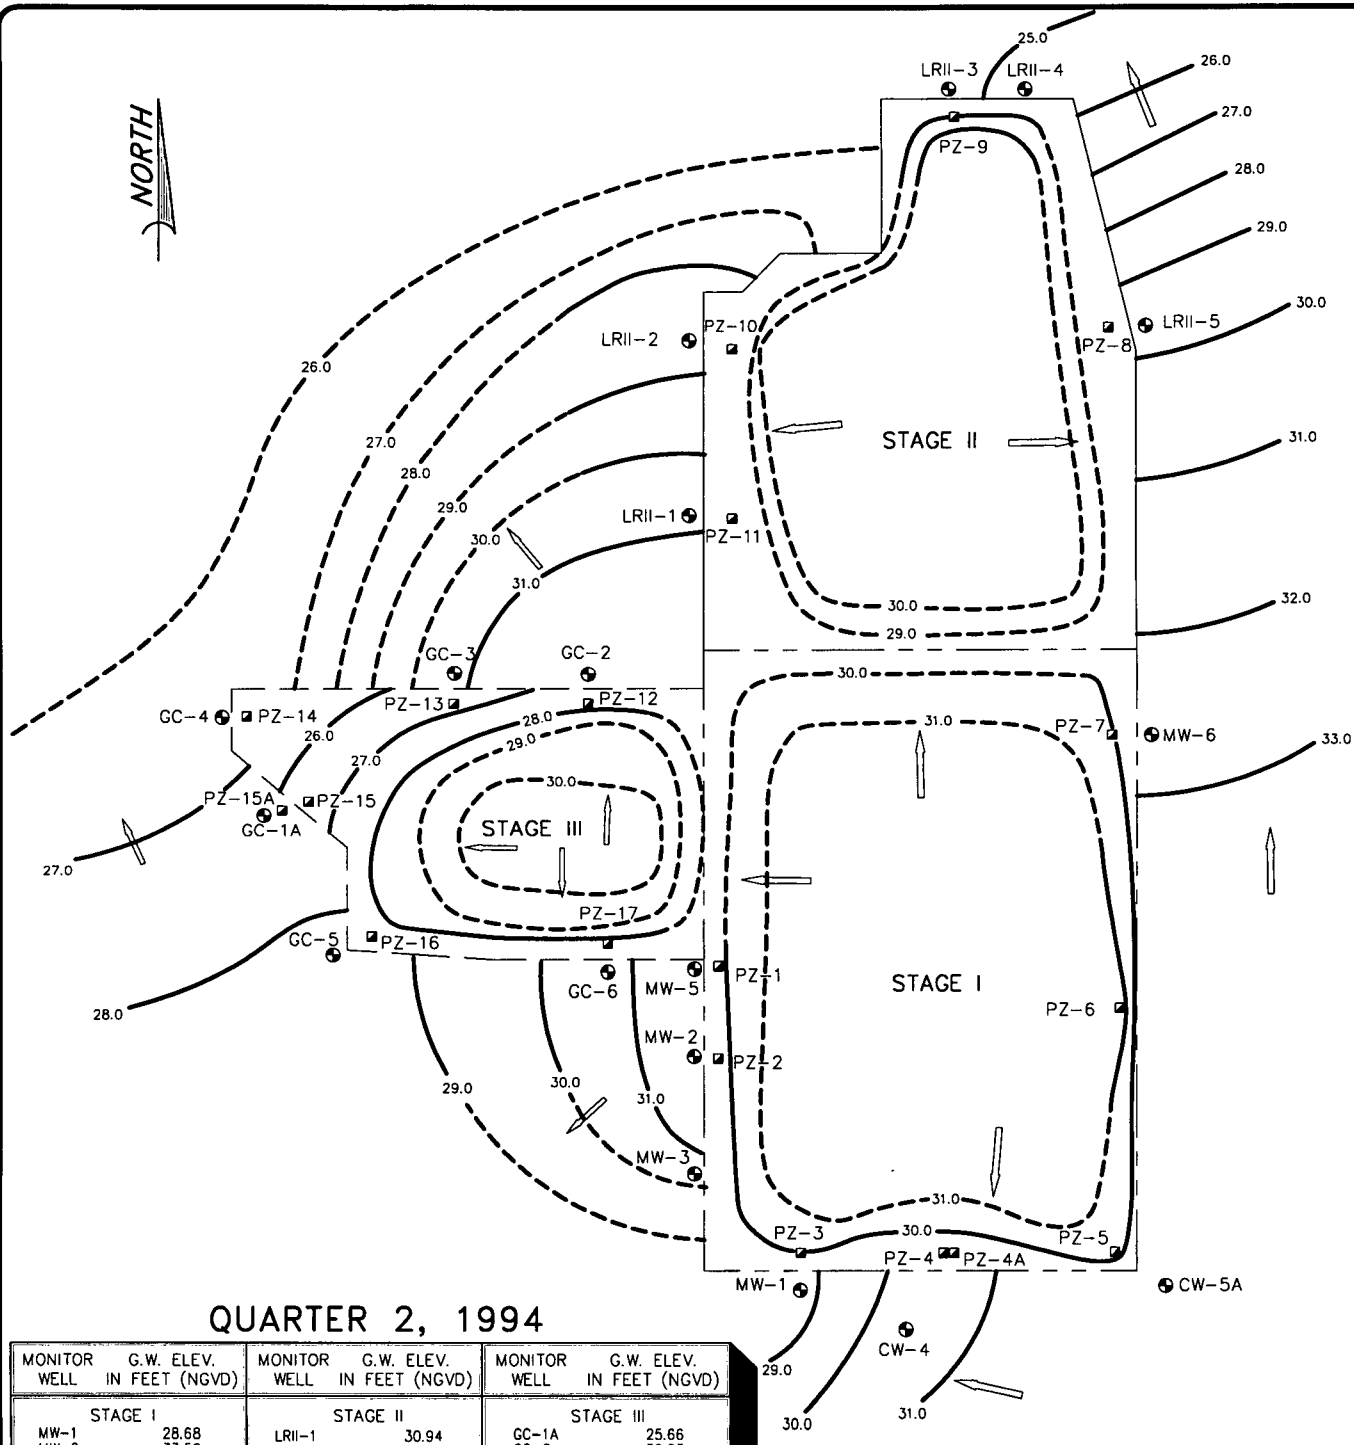 25.0
LRII-3
LRII-4
26.0
NORTH
27.0
PZ-9
28.0
29.0
30.0
LRII-2
PZ-10
PZ-8
LRII-5
26.0
27.0
STAGE II
31.0
28.0
29.0
LRII-1
PZ-11
30.0
31.0
30.0
32.0
29.0
GC-3
GC-2
30.0
GC-4
PZ-14
PZ-13
PZ-12
28.0
31.0
PZ-7
MW-6
26.0
29.0
33.0
27.0
30.0
PZ-15A
PZ-15
GC-1A
STAGE III
27.0
PZ-17
GC-5
PZ-16
GC-6
MW-5
PZ-1
STAGE I
PZ-6
28.0
MW-2
PZ-2
29.0
30.0
31.0
MW-3
31.0
PZ-3
30.0
PZ-4
PZ-4A
PZ-5
MW-1
CW-5A
QUARTER 2, 1994
CW-4
29.0
30.0
31.0
MONITOR WELL G.W. ELEV. IN FEET (NGVD)
MONITOR WELL G.W. ELEV. IN FEET (NGVD)
MONITOR WELL G.W. ELEV. IN FEET (NGVD)
STAGE I
STAGE II
STAGE III
MW-1 28.68
LRII-1 30.94
GC-1A 25.66